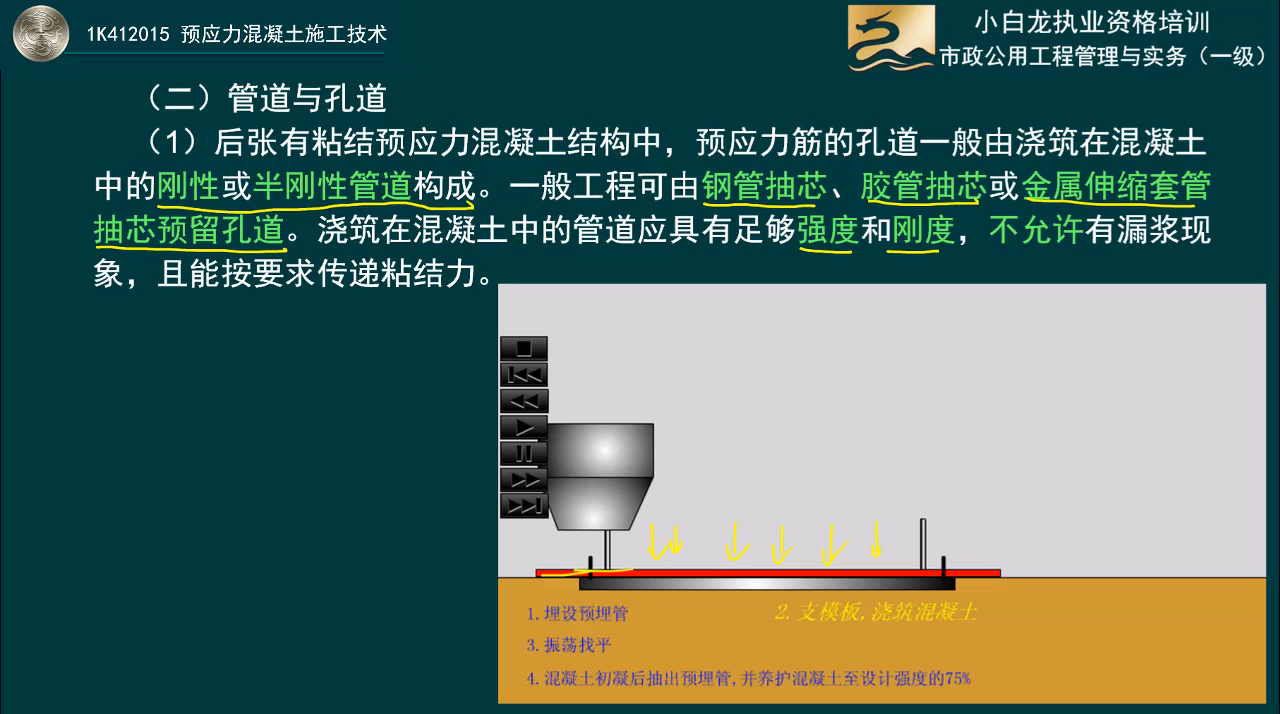 1K412015 预应力混凝土施工技术
小白龙执业资格培训
市政公用工程管理与实务（一级）
（二）管道与孔道
（1）后张有粘结预应力混凝土结构中，预应力筋的孔道一般由浇筑在混凝土
中的刚性或半刚性管道构成。一般工程可由钢管抽芯、胶管抽芯或金属伸缩套管
抽芯预留孔道。浇筑在混凝土中的管道应具有足够强度和刚度，不允许有漏浆现
象，且能按要求传递粘结力。
1. 埋设预埋管
2. 支模板,浇筑混凝土
3. 振荡找平
4. 混凝土初凝后抽出预埋管,并养护混凝土至设计强度的75%